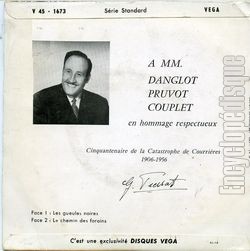 V 45 - 1673 Série Standard VEGA
A MM.
DANGLOT
PRUVOT
COUPLET
en hommage respectueux
Cinquantenaire de la Catastrophe de Courrières
1906-1956
Face 1 - Les gueules noires
Face 2 - Le chemin des forains
C'est une exclusivité DISQUES VEGA